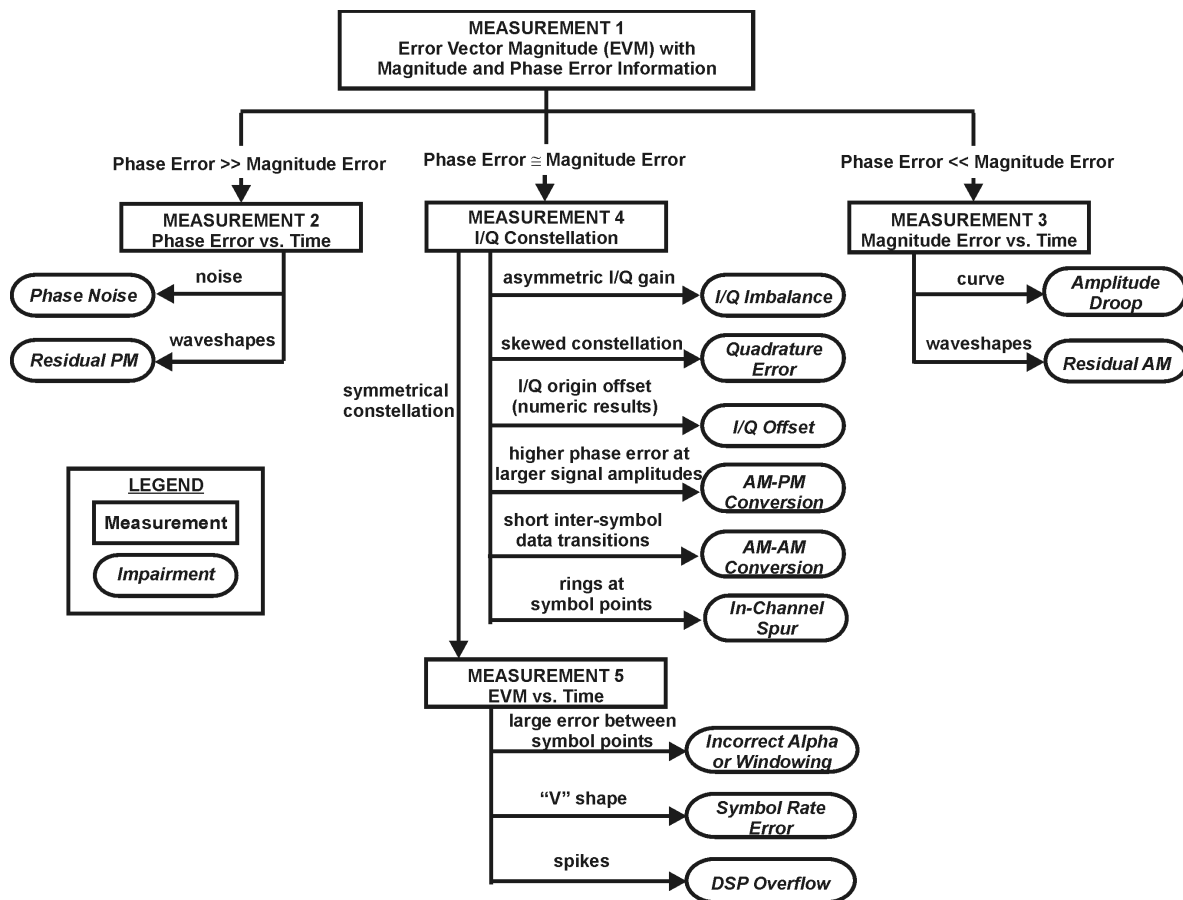 MEASUREMENT 1
Error Vector Magnitude (EVM) with
Magnitude and Phase Error Information
Phase Error >> Magnitude Error
Phase Error ≅ Magnitude Error
Phase Error << Magnitude Error
MEASUREMENT 2
Phase Error vs. Time
MEASUREMENT 4
I/Q Constellation
MEASUREMENT 3
Magnitude Error vs. Time
noise
Phase Noise
waveshapes
Residual PM
asymmetric I/Q gain
I/Q Imbalance
skewed constellation
Quadrature
Error
I/Q origin offset
(numeric results)
I/Q Offset
higher phase error at
larger signal amplitudes
AM-PM
Conversion
short inter-symbol
data transitions
AM-AM
Conversion
rings at
symbol points
In-Channel
Spur
curve
Amplitude
Droop
waveshapes
Residual AM
symmetrical
constellation
LEGEND
Measurement
Impairment
MEASUREMENT 5
EVM vs. Time
large error between
symbol points
Incorrect Alpha
or Windowing
“V” shape
Symbol Rate
Error
spikes
DSP Overflow